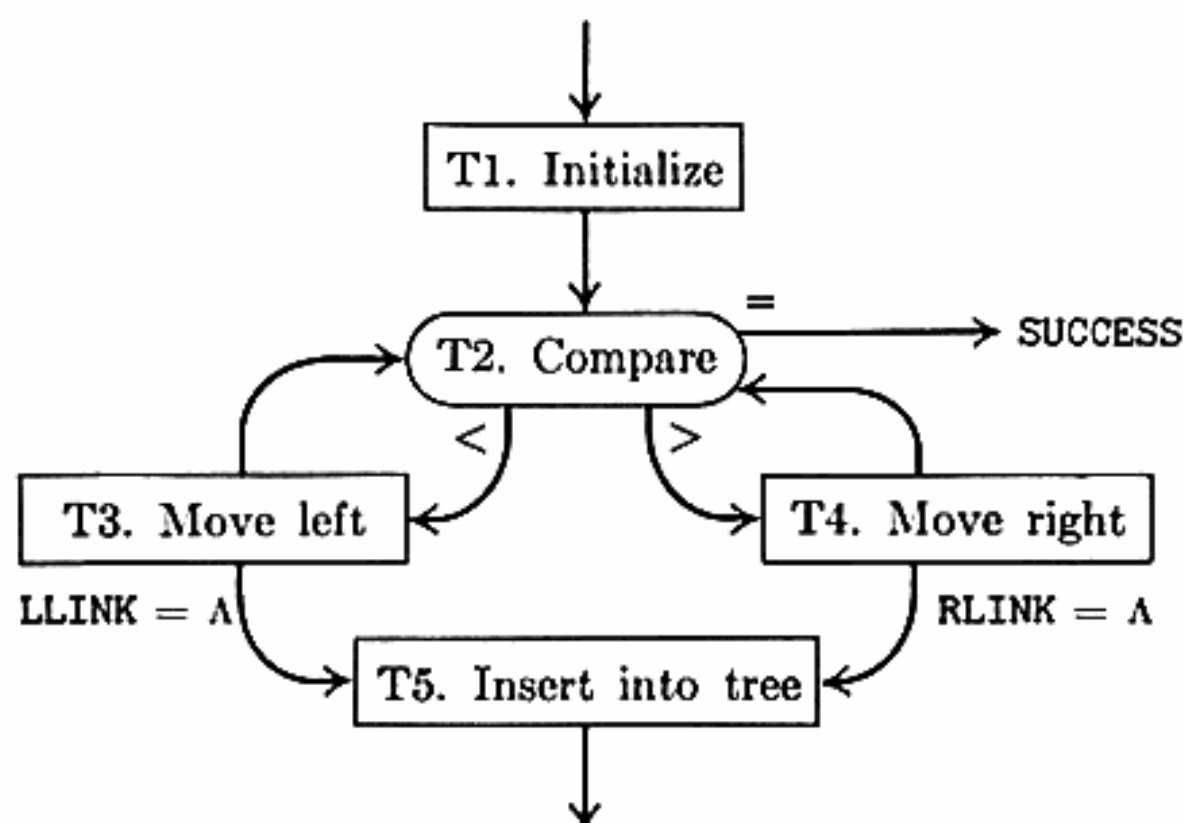 T1. Initialize
=
T2. Compare
SUCCESS
<
>
T3. Move left
T4. Move right
LLINK = Λ
RLINK = Λ
T5. Insert into tree